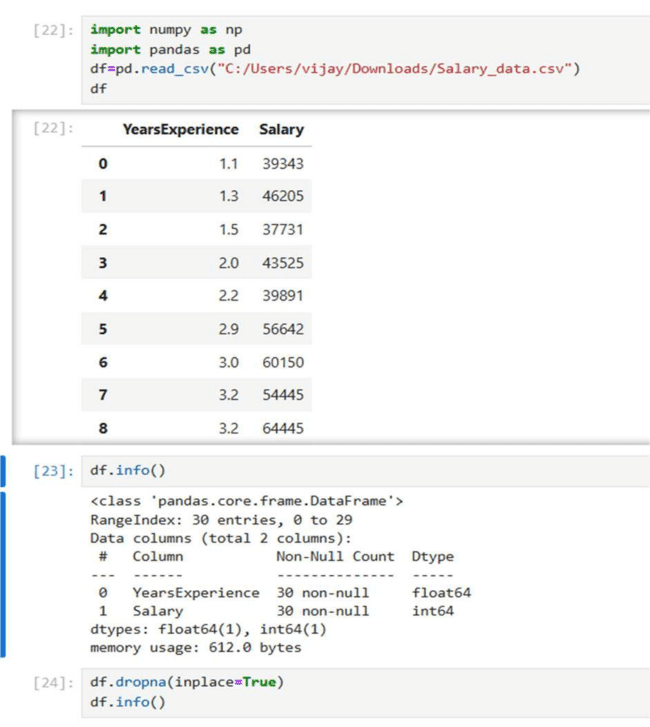 [22]: import numpy as np
import pandas as pd
df=pd.read_csv("C:/Users/vijay/Downloads/Salary_data.csv")
df
[22]: YearsExperience Salary
0 1.1 39343
1 1.3 46205
2 1.5 37731
3 2.0 43525
4 2.2 39891
5 2.9 56642
6 3.0 60150
7 3.2 54445
8 3.2 64445
[23]: df.info()
<class 'pandas.core.frame.DataFrame'>
RangeIndex: 30 entries, 0 to 29
Data columns (total 2 columns):
# Column Non-Null Count Dtype
--- ------ -------------- -----
0 YearsExperience 30 non-null float64
1 Salary 30 non-null int64
dtypes: float64(1), int64(1)
memory usage: 612.0 bytes
[24]: df.dropna(inplace=True)
df.info()